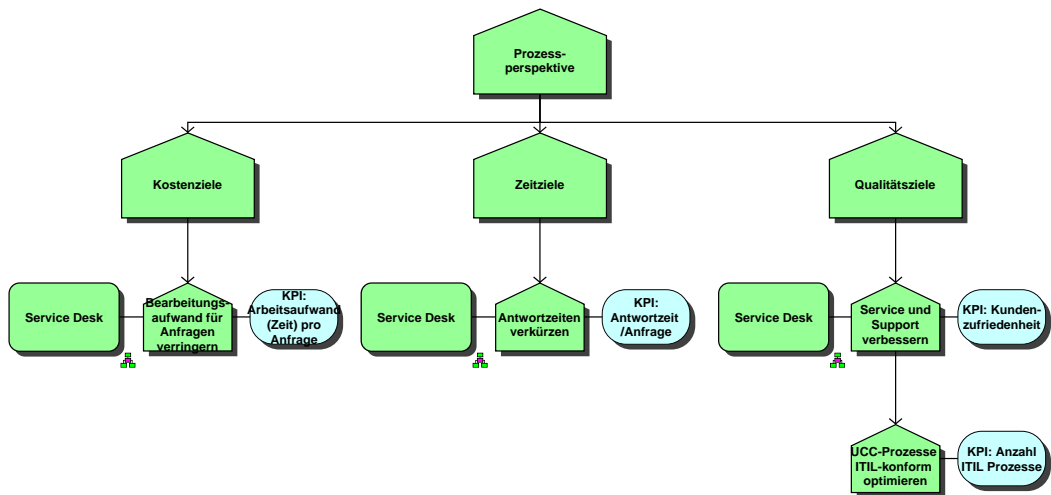 Prozess-
perspektive
Kostenziele
Zeitziele
Qualitätsziele
Service Desk
Bearbeitungs-
aufwand für
Anfragen
verringern
KPI:
Arbeitsaufwand
(Zeit) pro
Anfrage
Service Desk
Antwortzeiten
verkürzen
KPI:
Antwortzeit
/Anfrage
Service Desk
Service und
Support
verbessern
KPI: Kunden-
zufriedenheit
UCC-Prozesse
ITIL-konform
optimieren
KPI: Anzahl
ITIL Prozesse